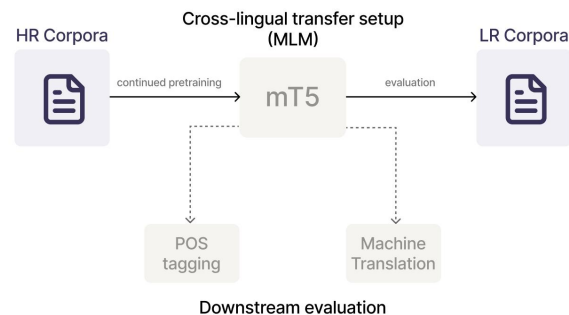 Cross-lingual transfer setup
(MLM)
HR Corpora
LR Corpora
continued pretraining
mT5
evaluation
POS
tagging
Machine
Translation
Downstream evaluation